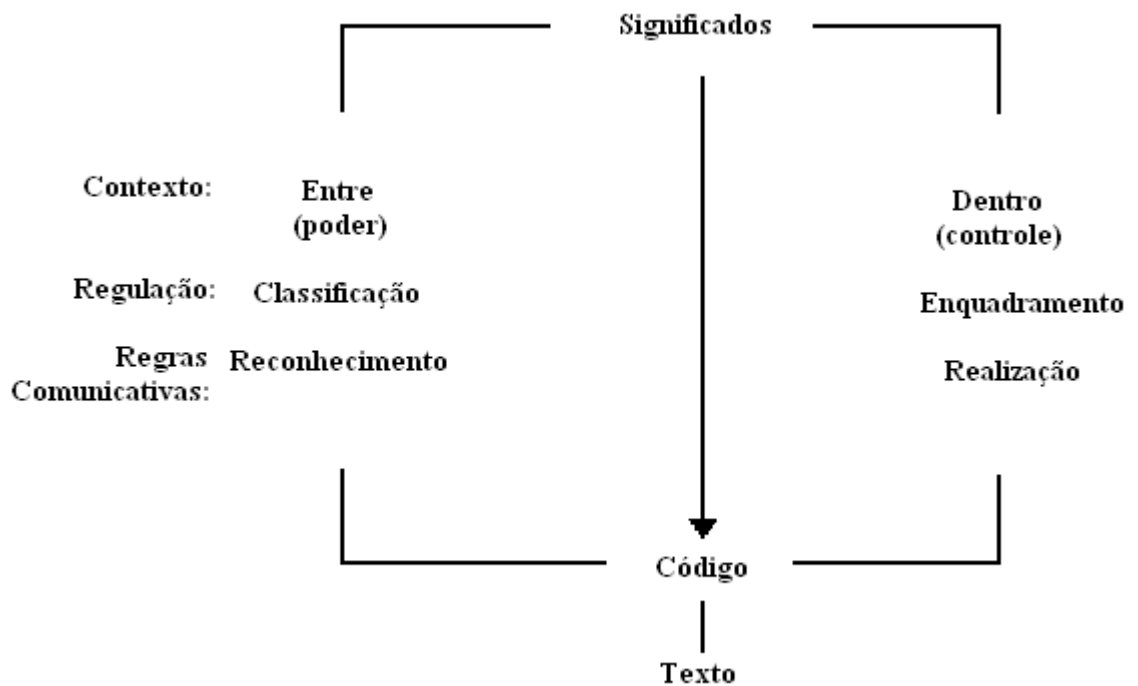 Significados
Contexto: Entre
(poder)
Dentro
(controle)
Regulação: Classificação
Enquadramento
Regras Reconhecimento
Comunicativas:
Realização
Código
Texto